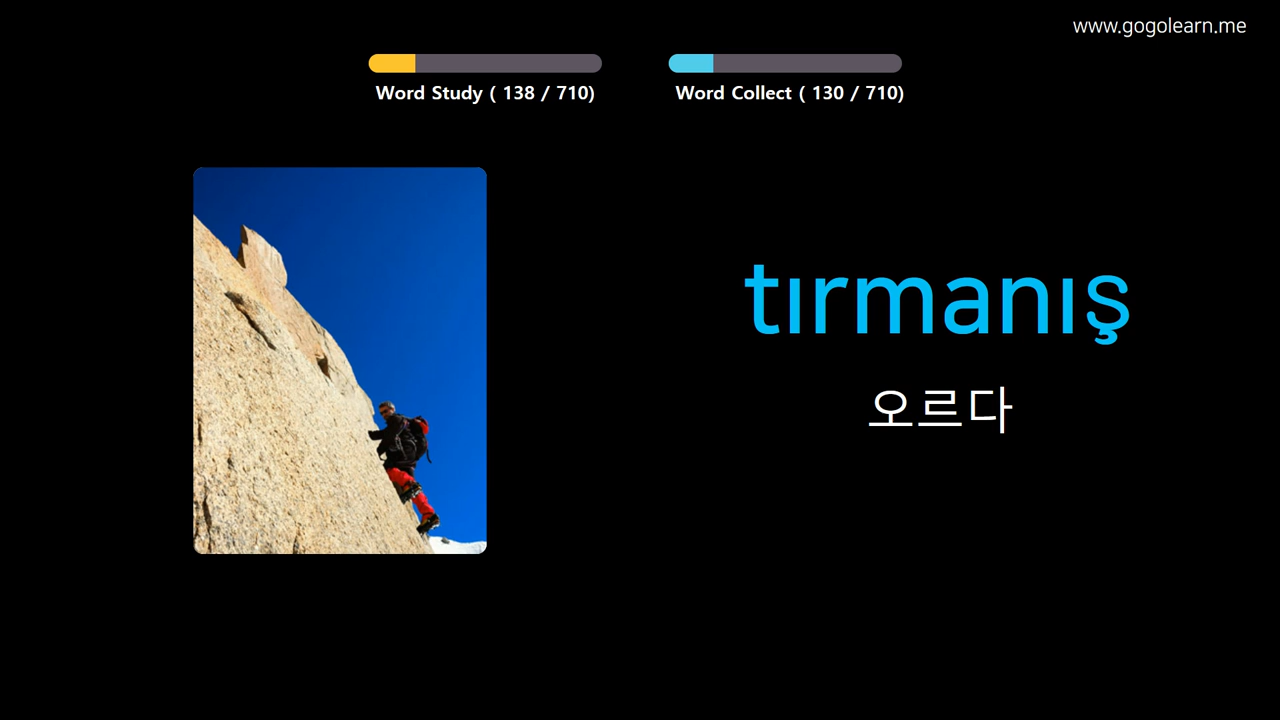 www.gogolearn.me
Word Study ( 138 / 710)
Word Collect ( 130 / 710)
tırmanış
오르다